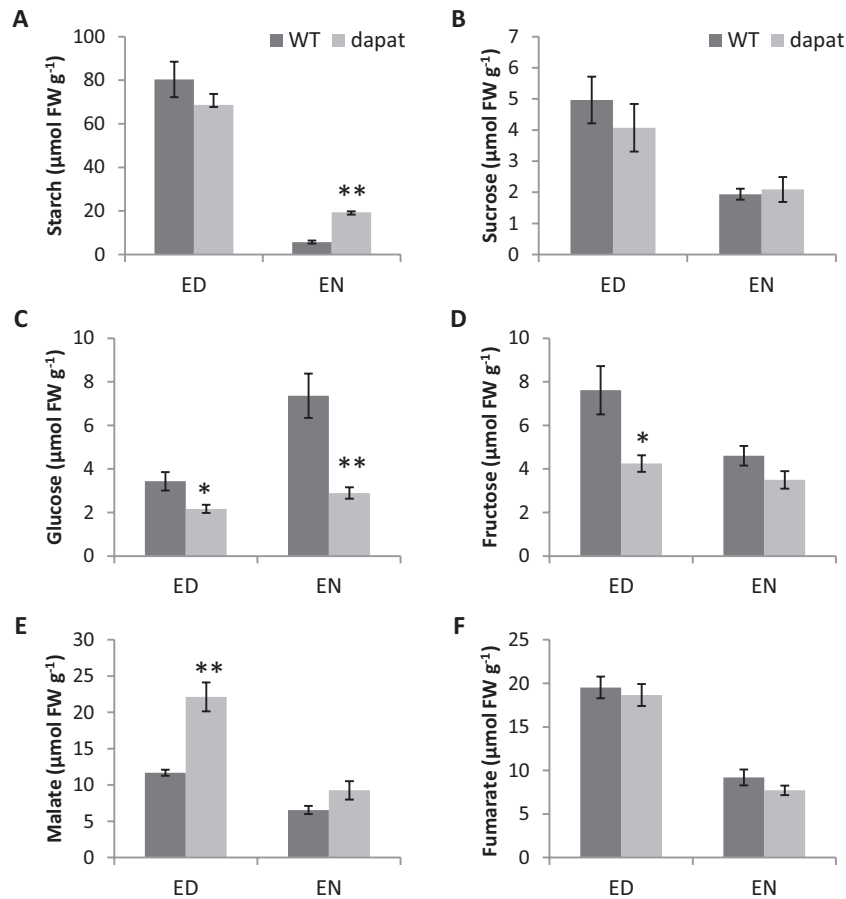 A
Starch (µmol FW g⁻¹)
100
80
60
40
20
0
WT dapat
**
ED EN
B
Sucrose (µmol FW g⁻¹)
7
6
5
4
3
2
1
0
WT dapat
ED EN
C
Glucose (µmol FW g⁻¹)
10
8
6
4
2
0
*
**
ED EN
D
Fructose (µmol FW g⁻¹)
10
8
6
4
2
0
*
ED EN
E
Malate (µmol FW g⁻¹)
30
25
20
15
10
5
0
**
ED EN
F
Fumarate (µmol FW g⁻¹)
25
20
15
10
5
0
ED EN